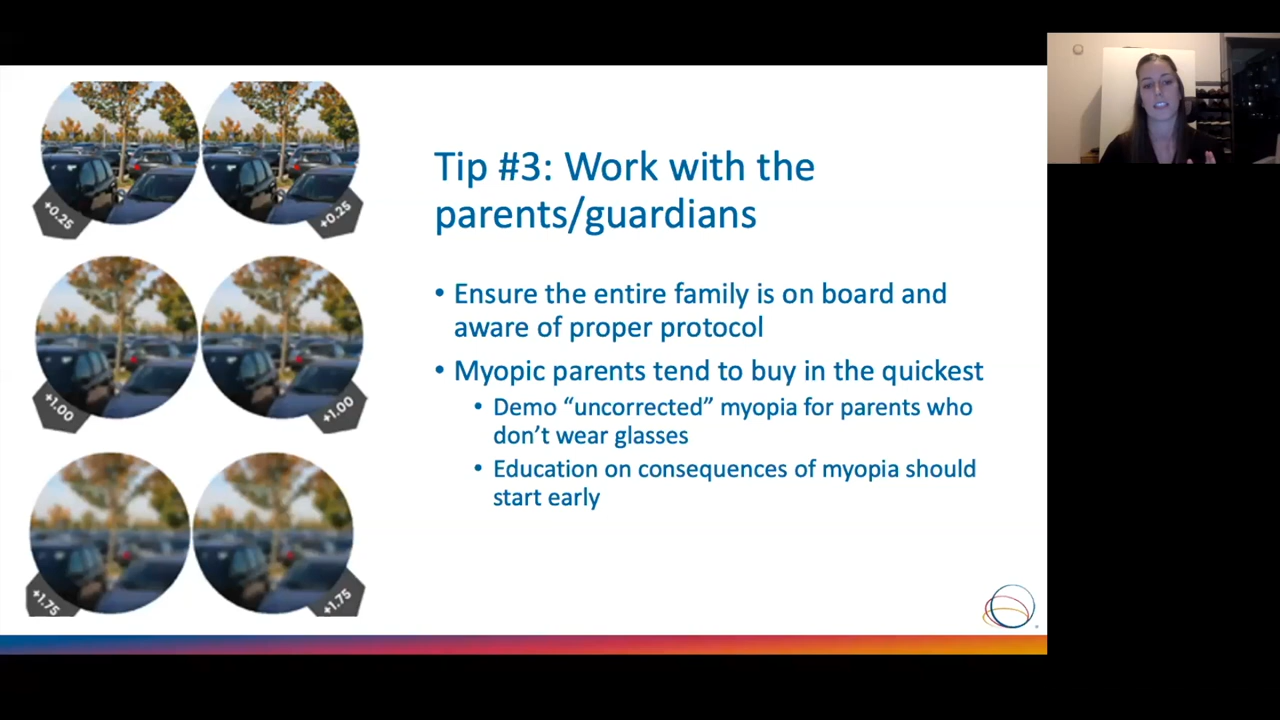 Tip #3: Work with the
parents/guardians
• Ensure the entire family is on board and
aware of proper protocol
• Myopic parents tend to buy in the quickest
• Demo “uncorrected” myopia for parents who
don’t wear glasses
• Education on consequences of myopia should
start early
+0.25
+0.25
+1.00
+1.00
+1.75
+1.75